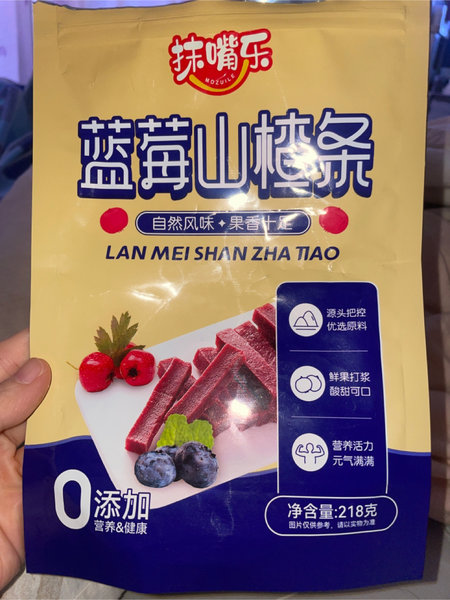 抹嘴乐
MOZUILE
蓝莓山楂条
自然风味 ✦ 果香十足
LAN MEI SHAN ZHA TIAO
源头把控
优选原料
鲜果打浆
酸甜可口
营养活力
元气满满
0添加
营养&健康
净含量:218克
图片仅供参考，请以实物为准